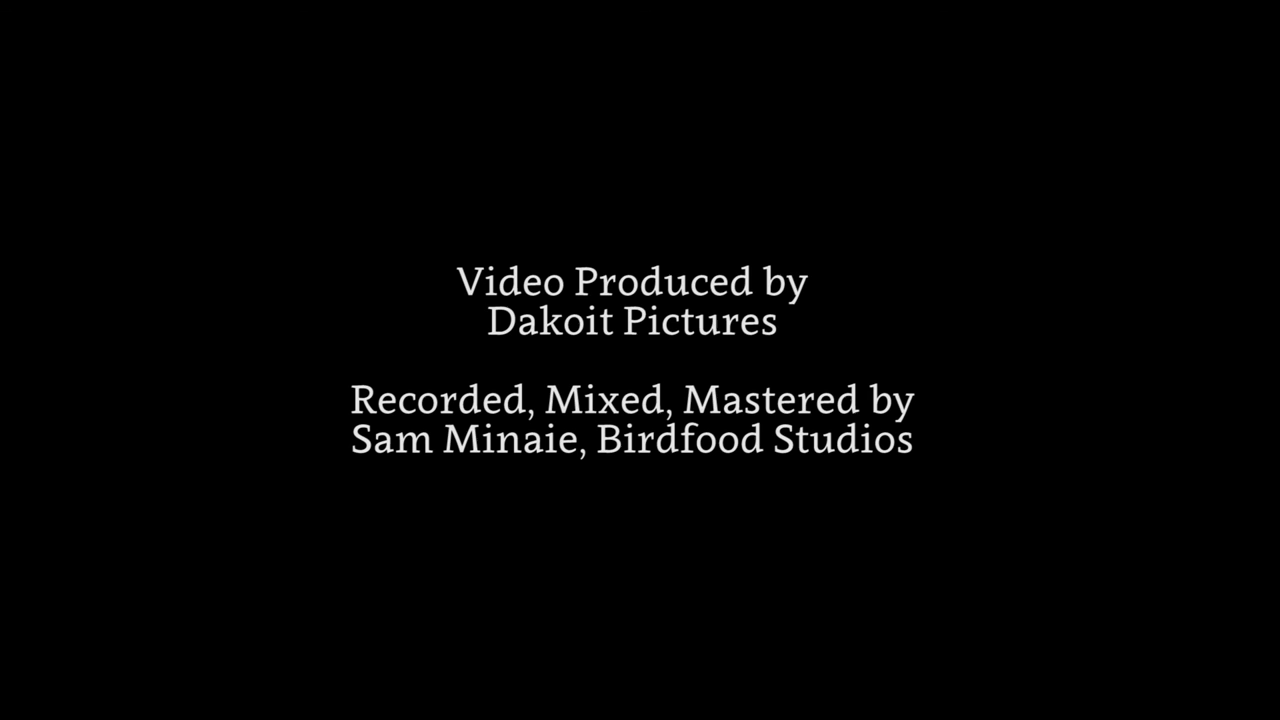 Video Produced by
Dakoit Pictures
Recorded, Mixed, Mastered by
Sam Minaie, Birdfood Studios